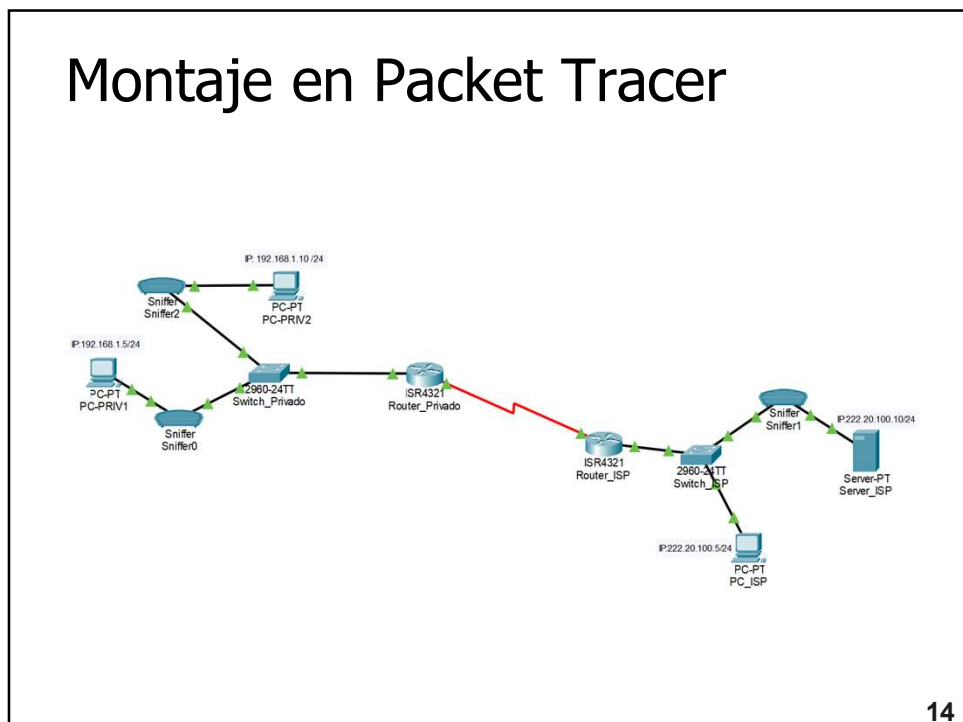 Montaje en Packet Tracer
IP: 192.168.1.10 /24
Sniffer
Sniffer2
PC-PT
PC-PRIV2
IP:192.168.1.5/24
PC-PT
PC-PRIV1
2960-24TT
Switch_Privado
Sniffer
Sniffer0
ISR4321
Router_Privado
ISR4321
Router_ISP
2960-24TT
Switch_ISP
Sniffer
Sniffer1
IP:222.20.100.10/24
Server-PT
Server_ISP
IP:222.20.100.5/24
PC-PT
PC_ISP
14